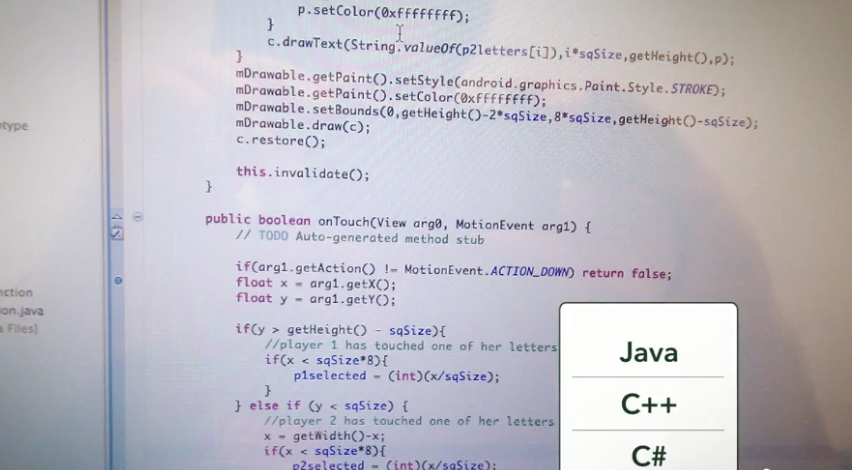 p.setColor(0xffffffff);
}
c.drawText(String.valueOf(p2letters[i]),i*sqSize,getHeight(),p);
}
mDrawable.getPaint().setStyle(android.graphics.Paint.Style.STROKE);
mDrawable.getPaint().setColor(0xffffffff);
mDrawable.setBounds(0,getHeight()-2*sqSize,8*sqSize,getHeight()-sqSize);
mDrawable.draw(c);
c.restore();
this.invalidate();
}
public boolean onTouch(View arg0, MotionEvent arg1) {
// TODO Auto-generated method stub
if(arg1.getAction() != MotionEvent.ACTION_DOWN) return false;
float x = arg1.getX();
float y = arg1.getY();
if(y > getHeight() - sqSize){
//player 1 has touched one of her letters
if(x < sqSize*8){
p1selected = (int)(x/sqSize);
}
} else if (y < sqSize) {
//player 2 has touched one of her letters
x = getWidth()-x;
if(x < sqSize*8){
p2selected = (int)(x/sqSize);
otype
nction
on.java
Files)
Java
C++
C#